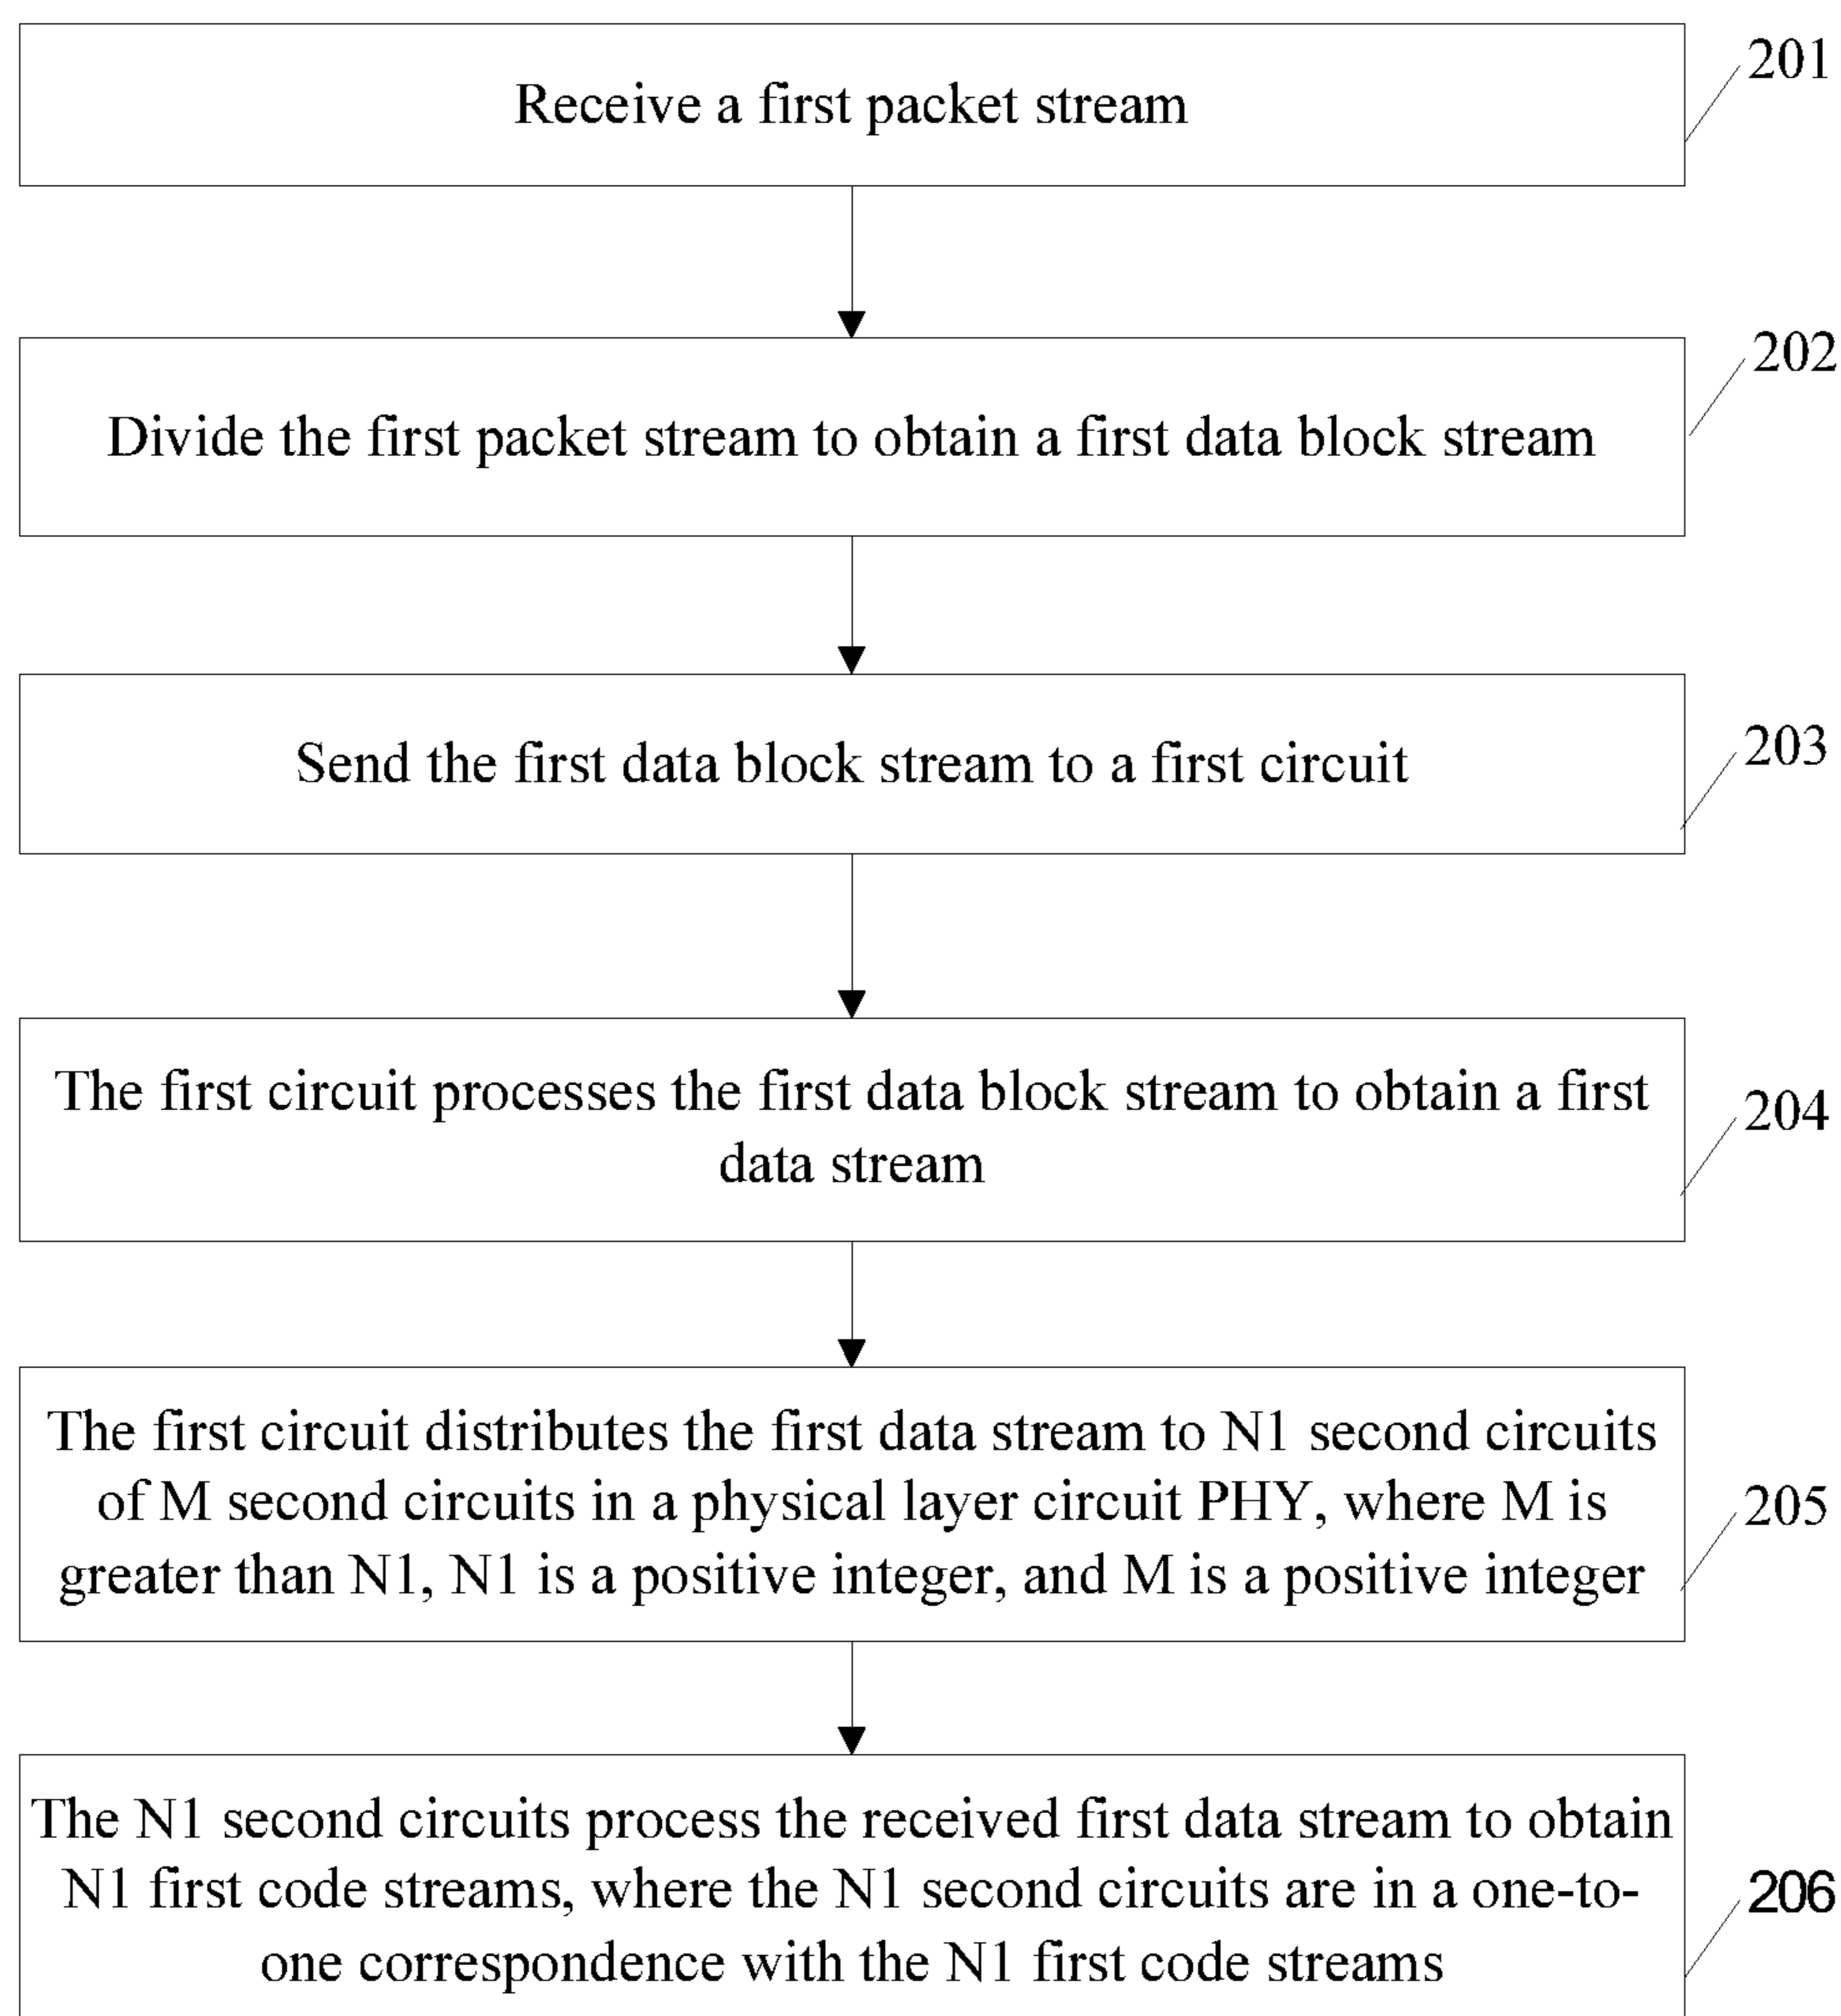 Receive a first packet stream
201
Divide the first packet stream to obtain a first data block stream
202
Send the first data block stream to a first circuit
203
The first circuit processes the first data block stream to obtain a first
data stream
204
The first circuit distributes the first data stream to N1 second circuits
of M second circuits in a physical layer circuit PHY, where M is
greater than N1, N1 is a positive integer, and M is a positive integer
205
The N1 second circuits process the received first data stream to obtain
N1 first code streams, where the N1 second circuits are in a one-to-
one correspondence with the N1 first code streams
206